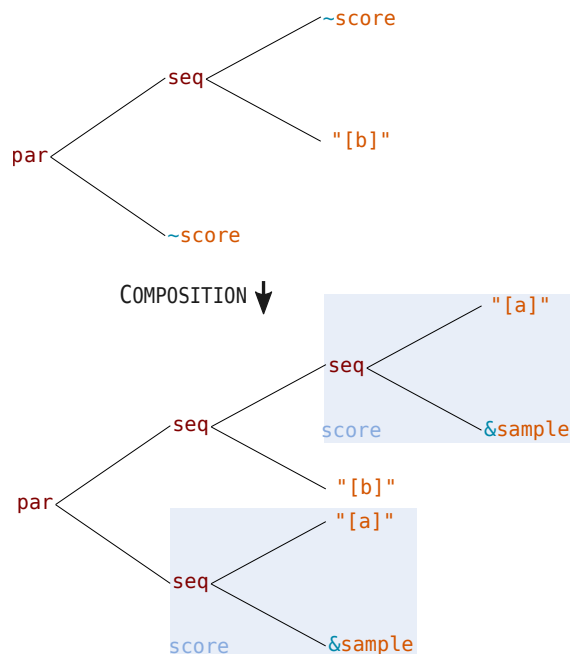 ~score
seq
"[b]"
par
~score
COMPOSITION
"[a]"
seq
score
&sample
seq
"[b]"
par
"[a]"
seq
score
&sample